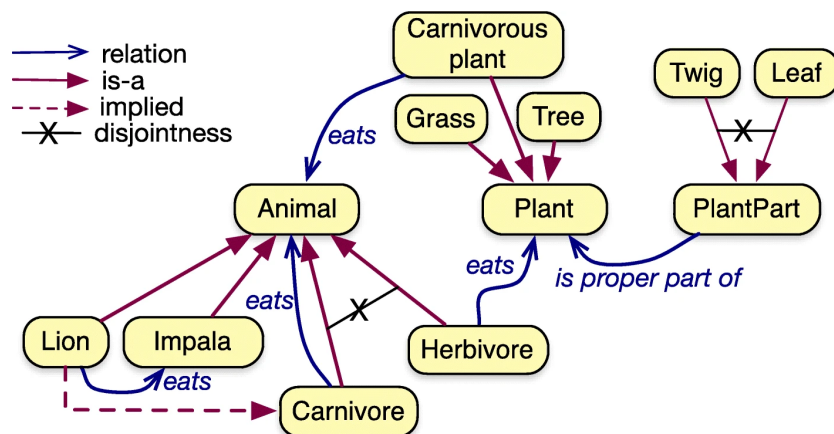 relation
is-a
implied
X disjointness
Carnivorous
plant
Twig
Leaf
Grass
Tree
eats
X
Animal
Plant
PlantPart
eats
eats
is proper part of
X
Lion
Impala
Herbivore
eats
Carnivore